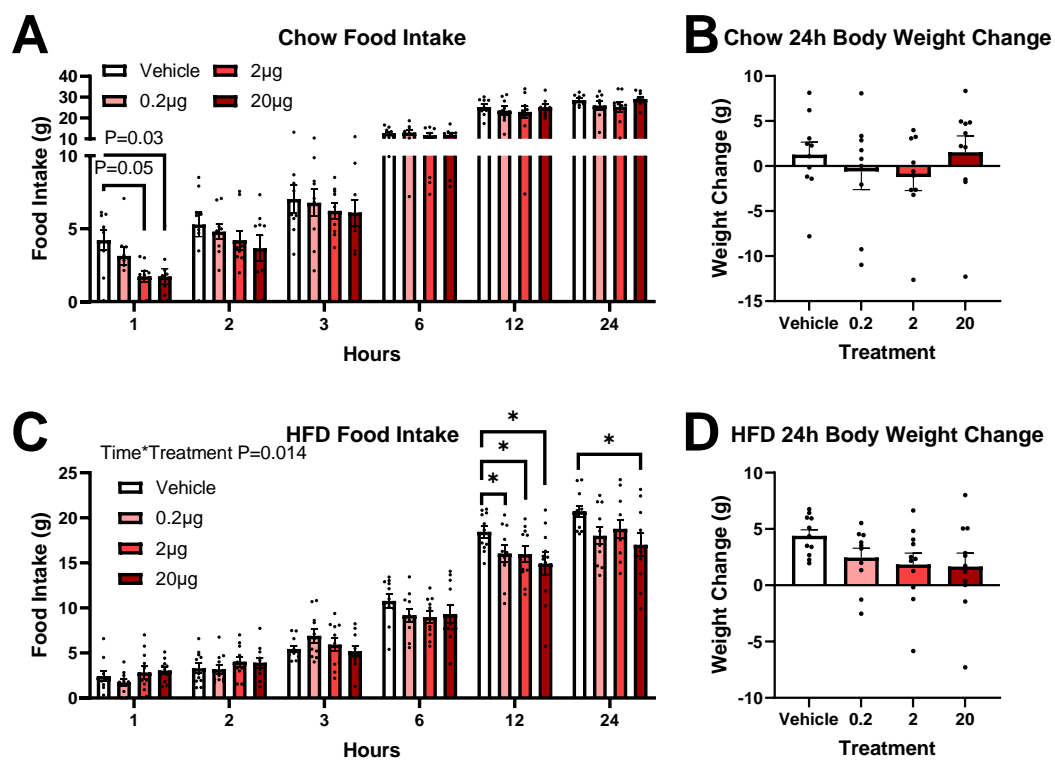 A
Chow Food Intake
Vehicle
2µg
0.2µg
20µg
P=0.03
P=0.05
Food Intake (g)
40
30
20
10
10
5
0
1
2
3
6
12
24
Hours
B
Chow 24h Body Weight Change
Weight Change (g)
10
5
0
-5
-10
-15
Vehicle
0.2
2
20
Treatment
C
HFD Food Intake
Time*Treatment P=0.014
Vehicle
0.2µg
2µg
20µg
*
*
*
*
Food Intake (g)
25
20
15
10
5
0
1
2
3
6
12
24
Hours
D
HFD 24h Body Weight Change
Weight Change (g)
10
5
0
-5
-10
Vehicle
0.2
2
20
Treatment